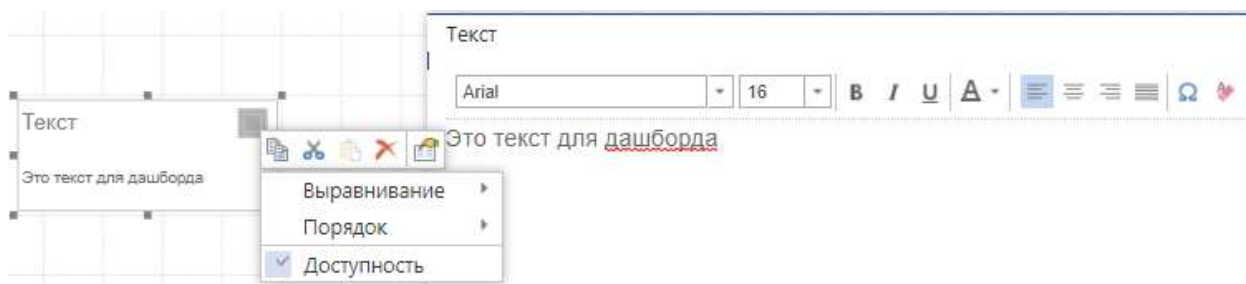 Текст
Arial
16
B I U A
Текст
Это текст для дашборда
Это текст для дашборда
Выравнивание
Порядок
Доступность